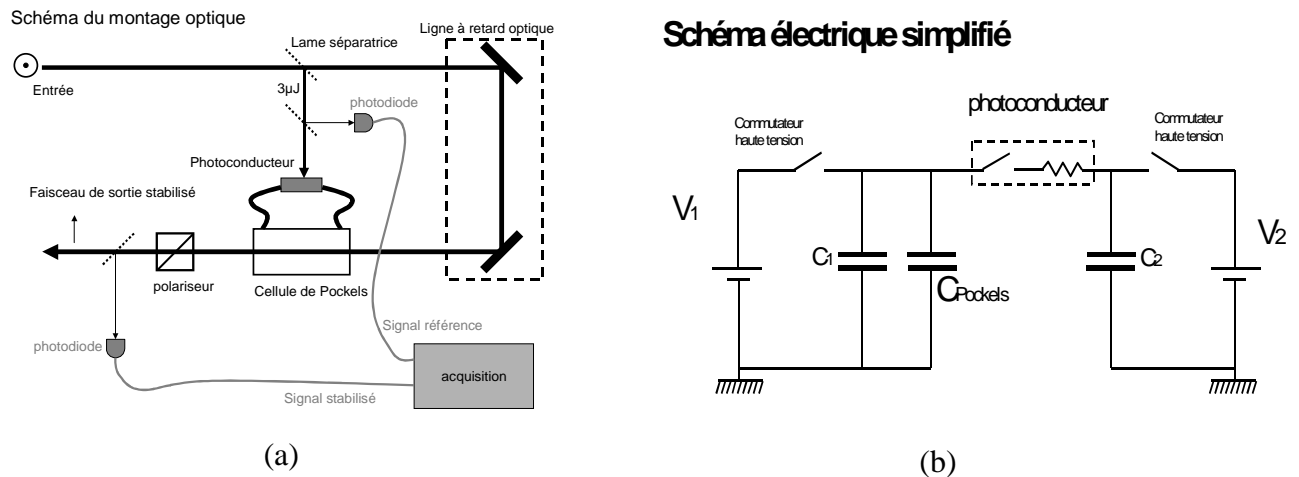 Schéma du montage optique
Lame séparatrice
Ligne à retard optique
Entrée
3µJ
photodiode
Photoconducteur
Faisceau de sortie stabilisé
polariseur
Cellule de Pockels
Signal référence
photodiode
acquisition
Signal stabilisé
(a)
Schéma électrique simplifié
photoconducteur
Commutateur
haute tension
Commutateur
haute tension
V1
V2
C1
CPockels
C2
(b)